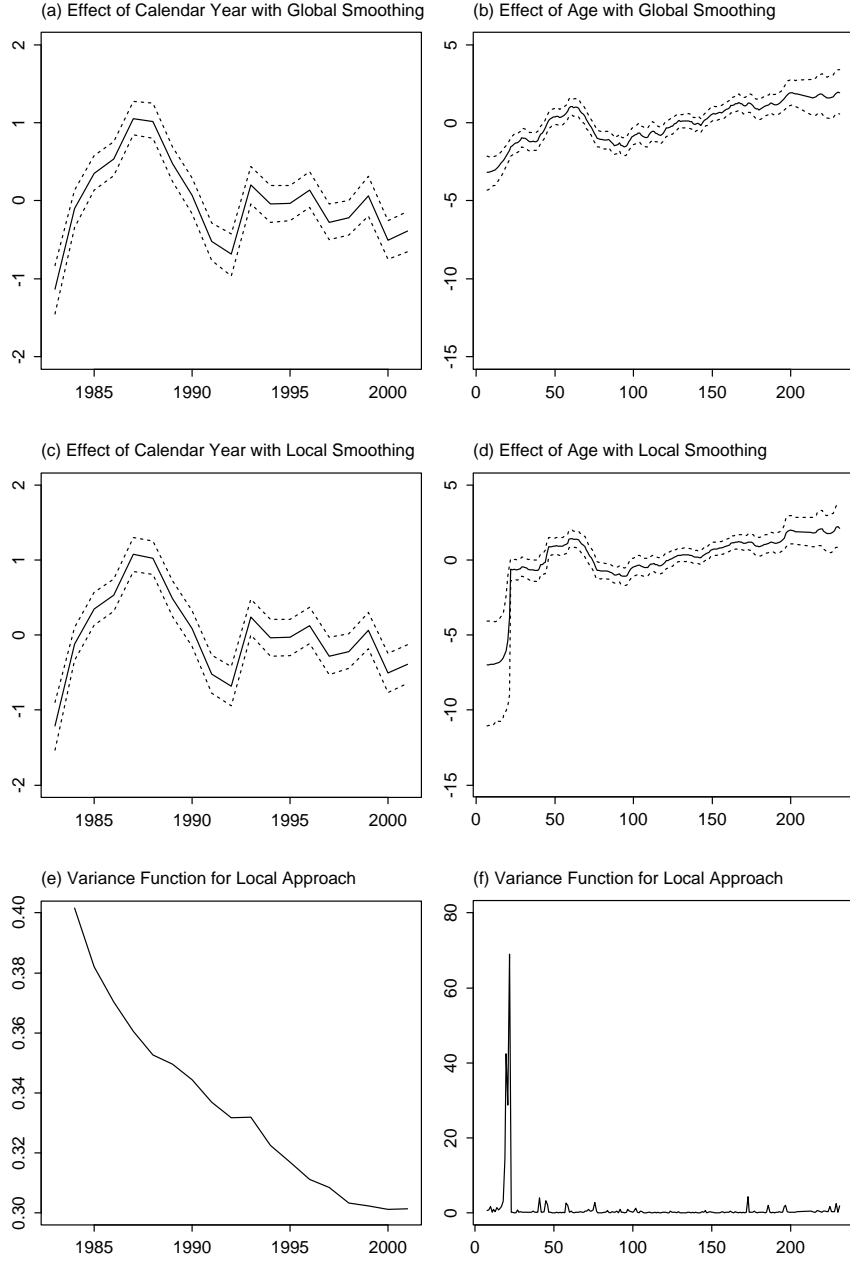 (a) Effect of Calendar Year with Global Smoothing
2
1
0
-1
-2
1985 1990 1995 2000
(b) Effect of Age with Global Smoothing
5
0
-5
-10
-15
0 50 100 150 200
(c) Effect of Calendar Year with Local Smoothing
2
1
0
-1
-2
1985 1990 1995 2000
(d) Effect of Age with Local Smoothing
5
0
-5
-10
-15
0 50 100 150 200
(e) Variance Function for Local Approach
0.40
0.38
0.36
0.34
0.32
0.30
1985 1990 1995 2000
(f) Variance Function for Local Approach
80
60
40
20
0
0 50 100 150 200